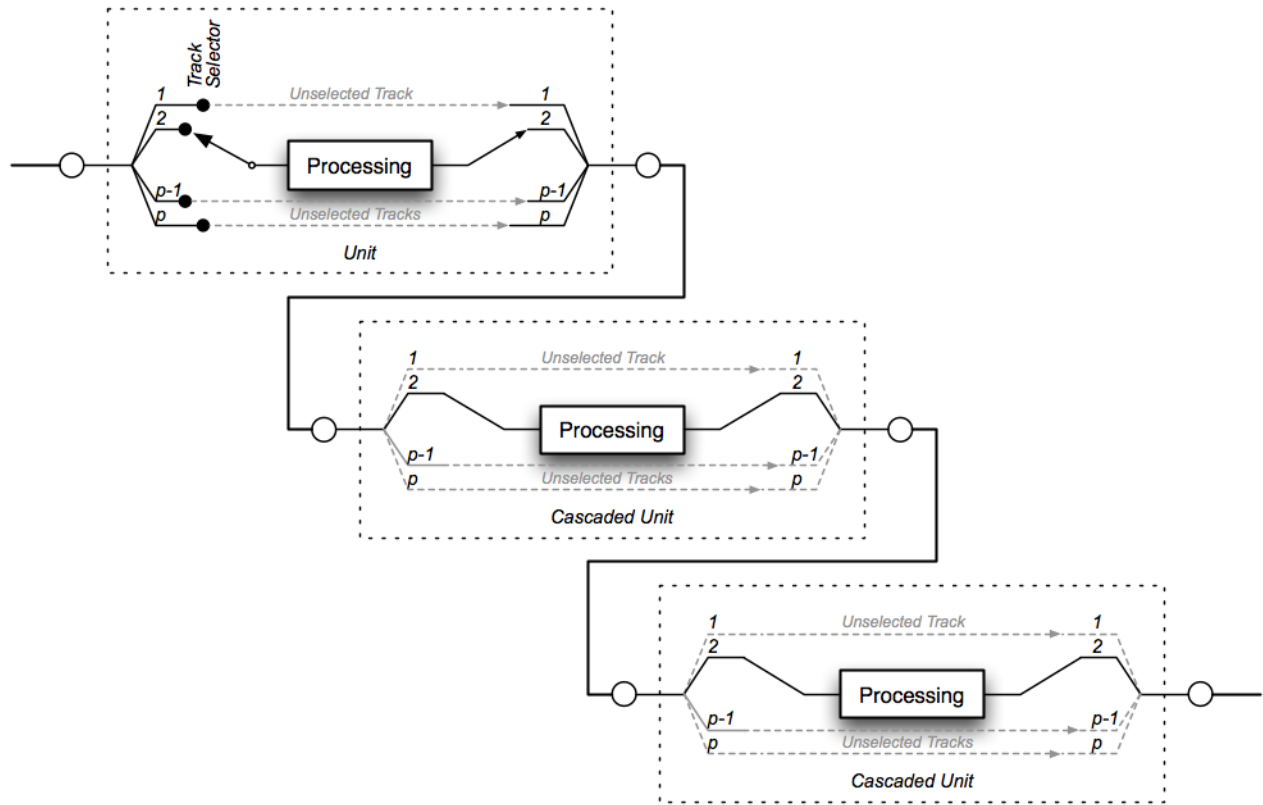 Track
Selector
1
Unselected Track
1
2
2
Processing
p-1
p-1
p
Unselected Tracks
p
Unit
1
Unselected Track
1
2
2
Processing
p-1
p-1
p
Unselected Tracks
p
Cascaded Unit
1
Unselected Track
1
2
2
Processing
p-1
p-1
p
Unselected Tracks
p
Cascaded Unit